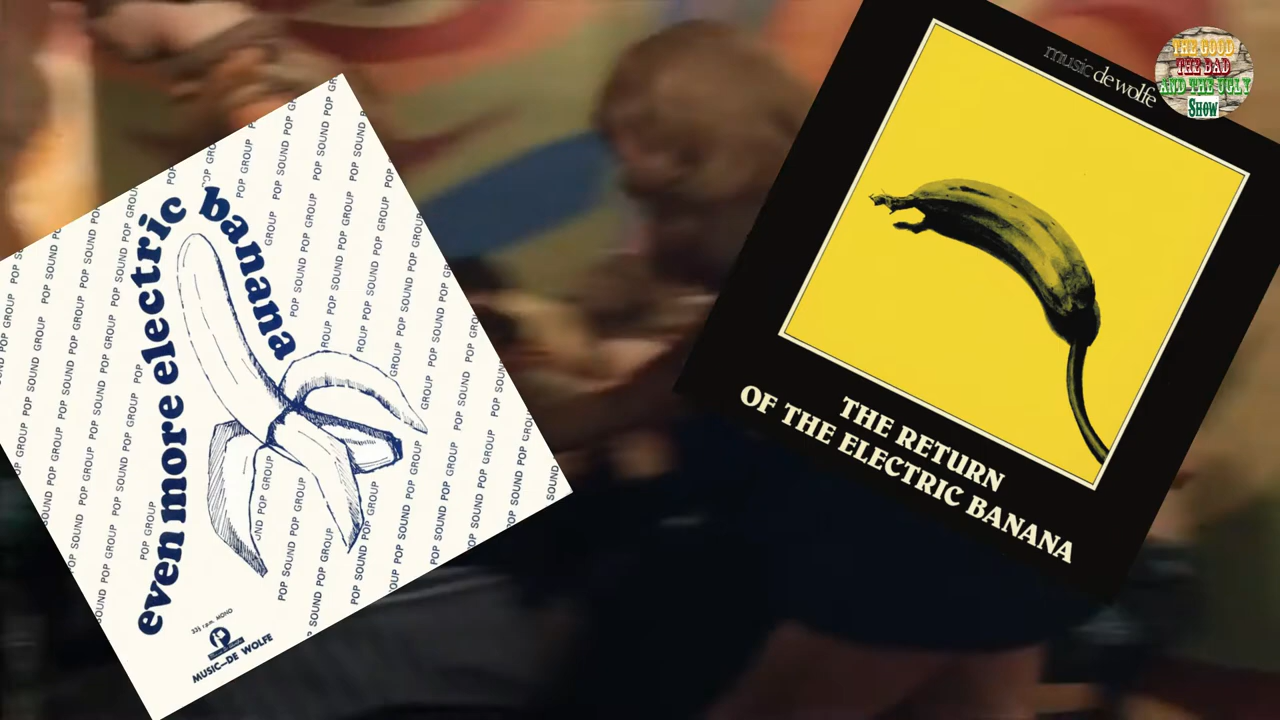 even more electric banana
POP SOUND POP GROUP
33⅓ r.p.m. MONO
MUSIC—DE WOLFE
music de wolfe
THE RETURN
OF THE ELECTRIC BANANA
THE GOOD
THE BAD
AND THE UGLY
SHOW